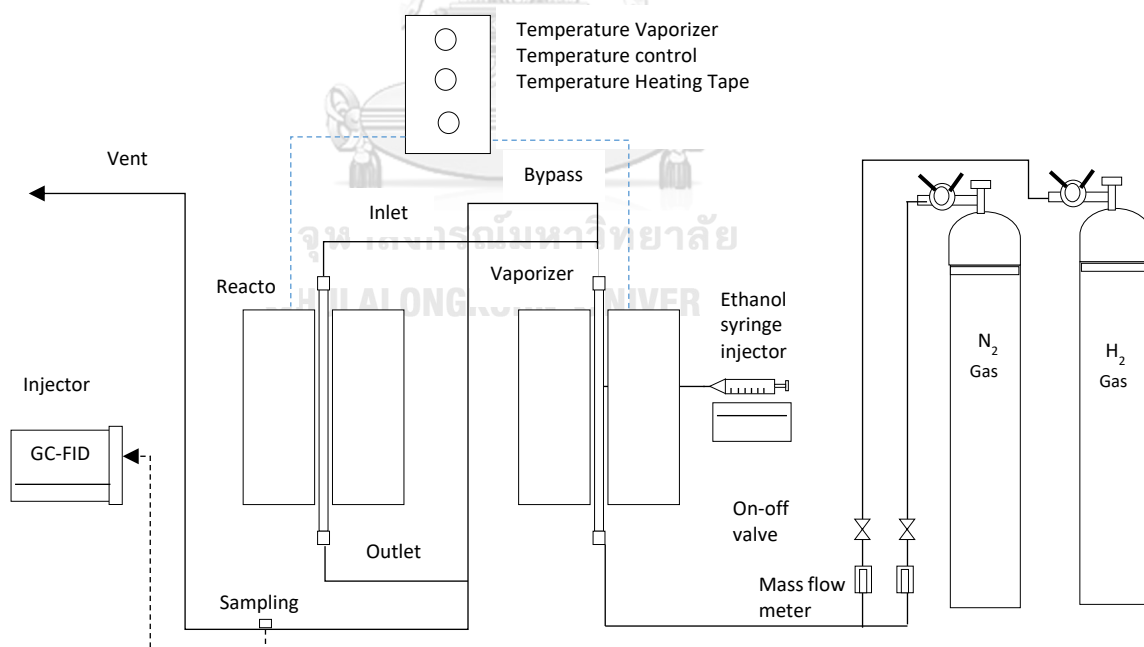 Temperature Vaporizer
Temperature control
Temperature Heating Tape
Vent
Bypass
Inlet
Vaporizer
Reacto
Ethanol
syringe
injector
N2
Gas
H2
Gas
Injector
GC-FID
On-off
valve
Outlet
Mass flow
meter
Sampling